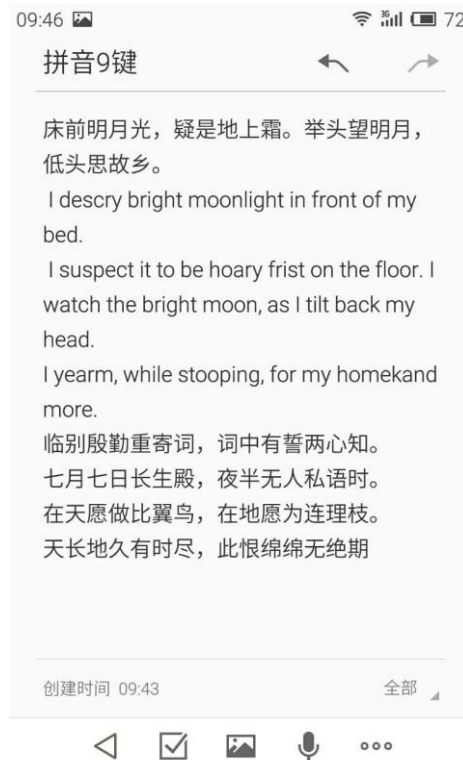 09:46 3G 72
拼音9键
床前明月光，疑是地上霜。举头望明月，
低头思故乡。
I descry bright moonlight in front of my
bed.
I suspect it to be hoary frist on the floor. I
watch the bright moon, as I tilt back my
head.
I yearm, while stooping, for my homekand
more.
临别殷勤重寄词，词中有誓两心知。
七月七日长生殿，夜半无人私语时。
在天愿做比翼鸟，在地愿为连理枝。
天长地久有时尽，此恨绵绵无绝期
创建时间 09:43 全部